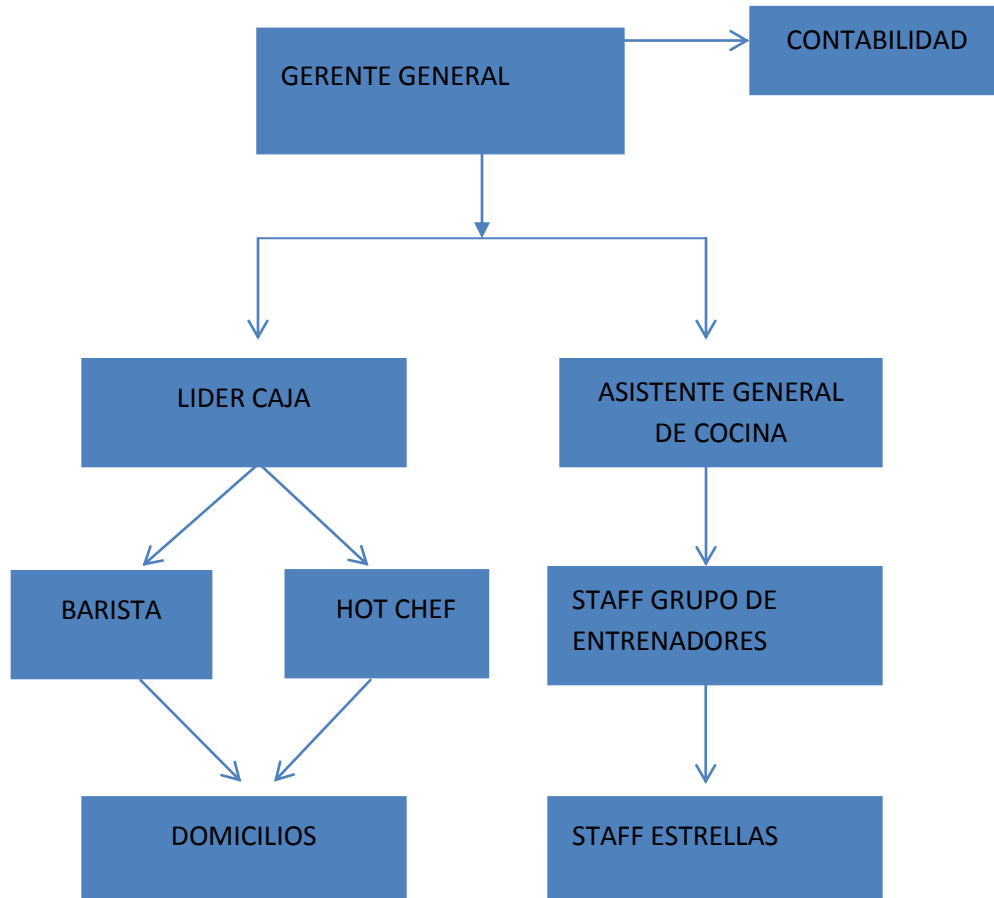 CONTABILIDAD
GERENTE GENERAL
LIDER CAJA
ASISTENTE GENERAL
DE COCINA
BARISTA
HOT CHEF
STAFF GRUPO DE
ENTRENADORES
DOMICILIOS
STAFF ESTRELLAS